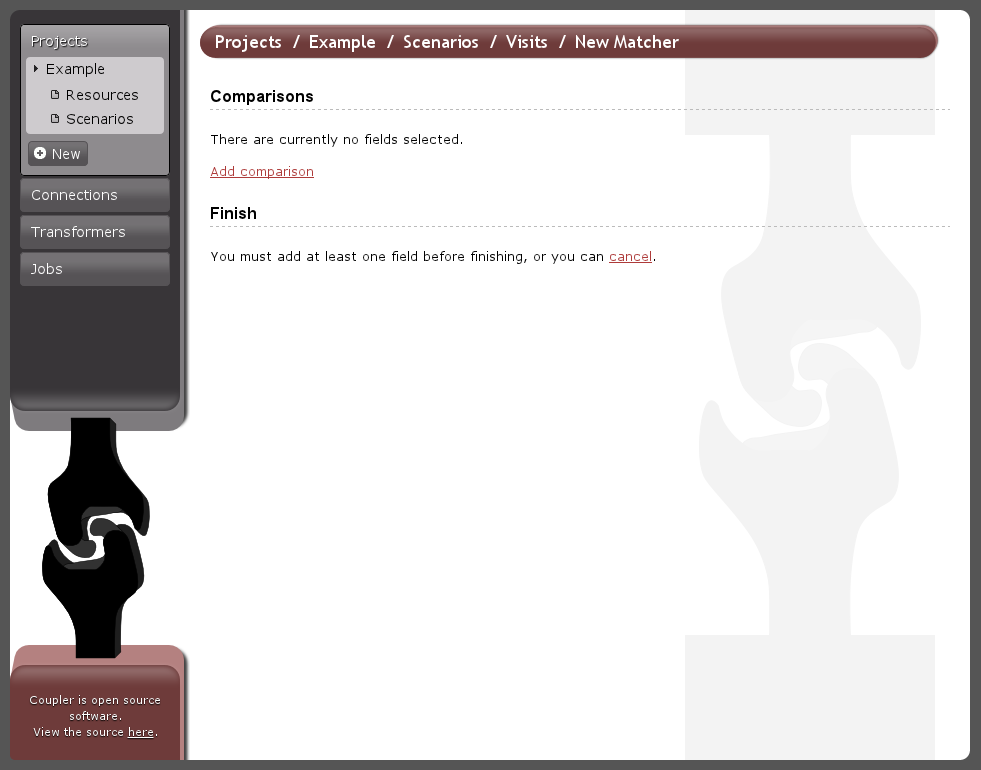 Projects
Example
Resources
Scenarios
New
Connections
Transformers
Jobs
Coupler is open source
software.
View the source here.
Projects / Example / Scenarios / Visits / New Matcher
Comparisons
There are currently no fields selected.
Add comparison
Finish
You must add at least one field before finishing, or you can cancel.